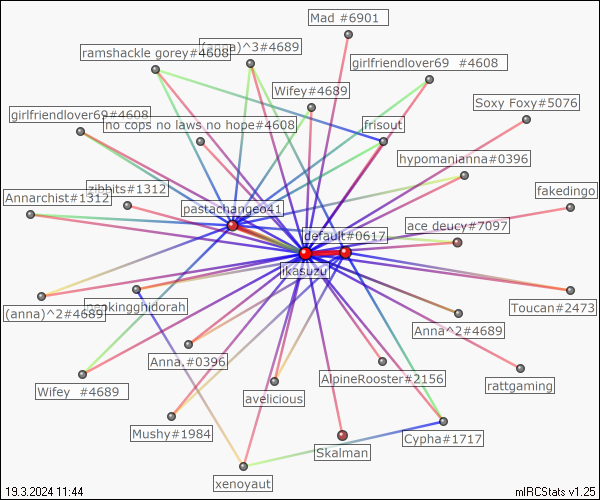 Mad #6901
(anna)^3#4689
ramshackle gorey#4608
girlfriendlover69 #4608
Wifey#4689
Soxy Foxy#5076
girlfriendlover69#4608
no cops no laws no hope#4608
frisout
hypomanianna#0396
zibbits#1312
Annarchist#1312
fakedingo
pastachangeo41
ace deucy#7097
default#0617
jkasuzu
peokingghidorah
(anna)^2#4689
Toucan#2473
Anna^2#4689
Anna.#0396
AlpineRooster#2156
rattgaming
Wifey #4689
avelicious
Mushy#1984
Cypha#1717
Skalman
xenoyaut
19.3.2024 11:44
mIRCStats v1.25